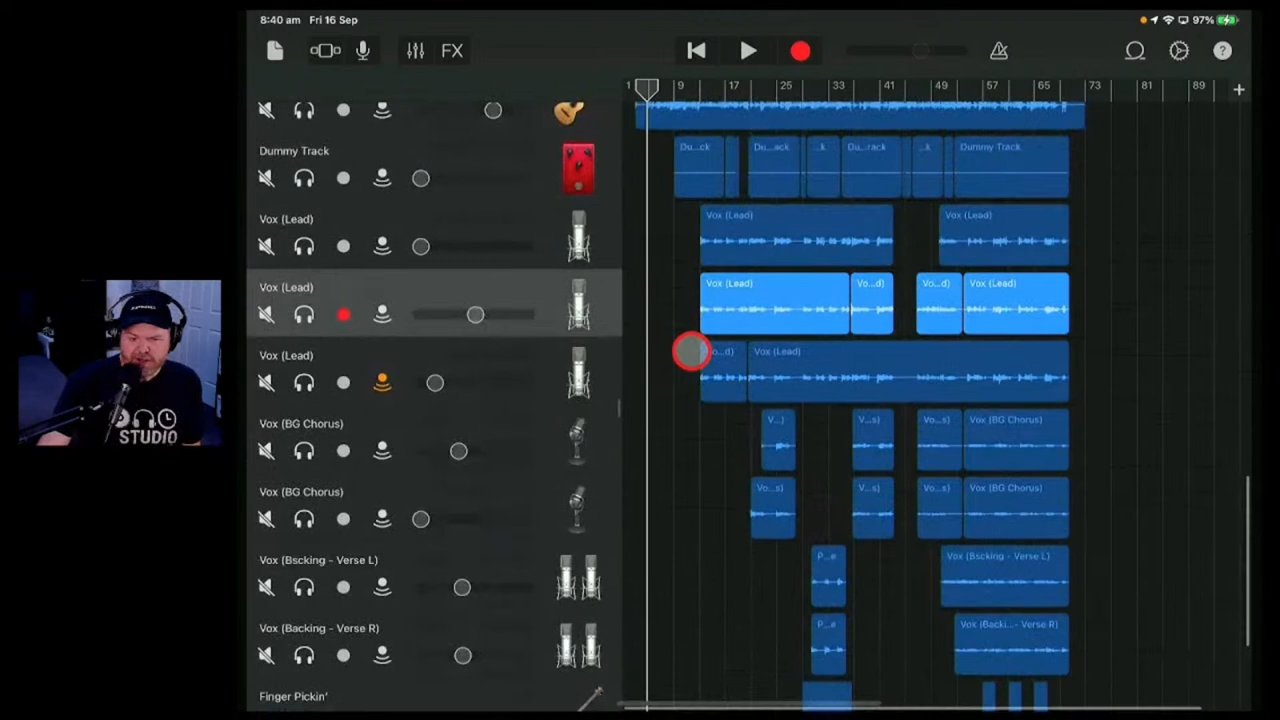 8:40 am Fri 16 Sep
97%
FX
?
1 9 17 25 33 41 49 57 65 73 81 89
+
Dummy Track
Du...ck Du...ack ...k Du...rack ...k Dummy Track
Vox (Lead)
Vox (Lead) Vox (Lead)
Vox (Lead)
Vox (Lead) Vo...d) Vo...d) Vox (Lead)
Vox (Lead)
...o...d) Vox (Lead)
Vox (BG Chorus)
V...) V...s) Vo...s) Vox (BG Chorus)
Vox (BG Chorus)
Vo...s) V...s) Vo...s) Vox (BG Chorus)
Vox (Bscking - Verse L)
P...e Vox (Bscking - Verse L)
Vox (Backing - Verse R)
P...e Vox (Backi... - Verse R)
Finger Pickin'
STUDIO